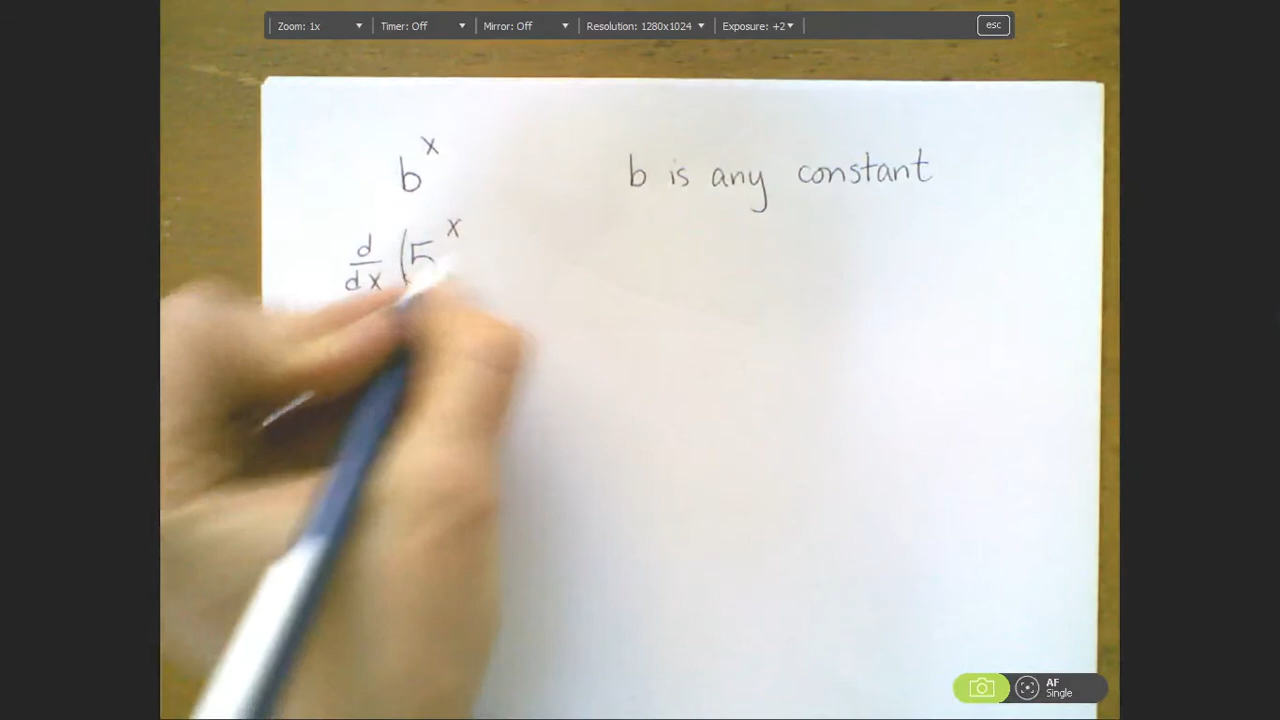 Zoom: 1x Timer: Off Mirror: Off Resolution: 1280x1024 Exposure: +2 esc
b^x b is any constant
d/dx (5^x
AF
Single